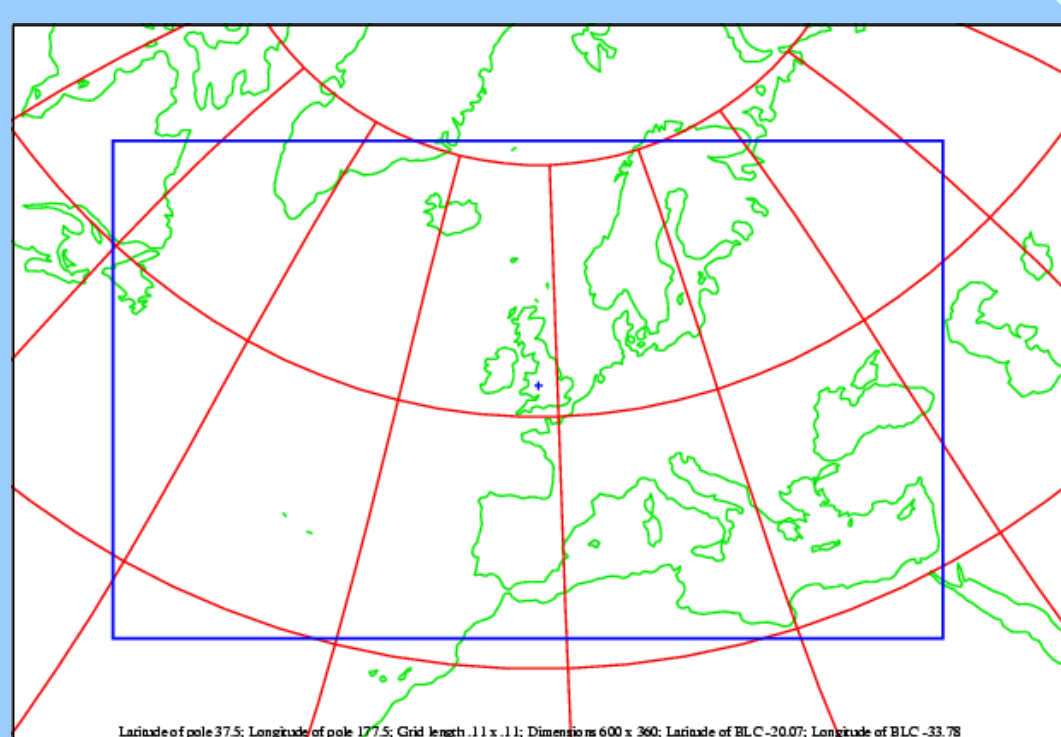 Latitude of pole 37.5; Longitude of pole 177.5; Grid length .11 x .11; Dimensions 600 x 360; Latitude of BLC -20.07; Longitude of BLC -33.78